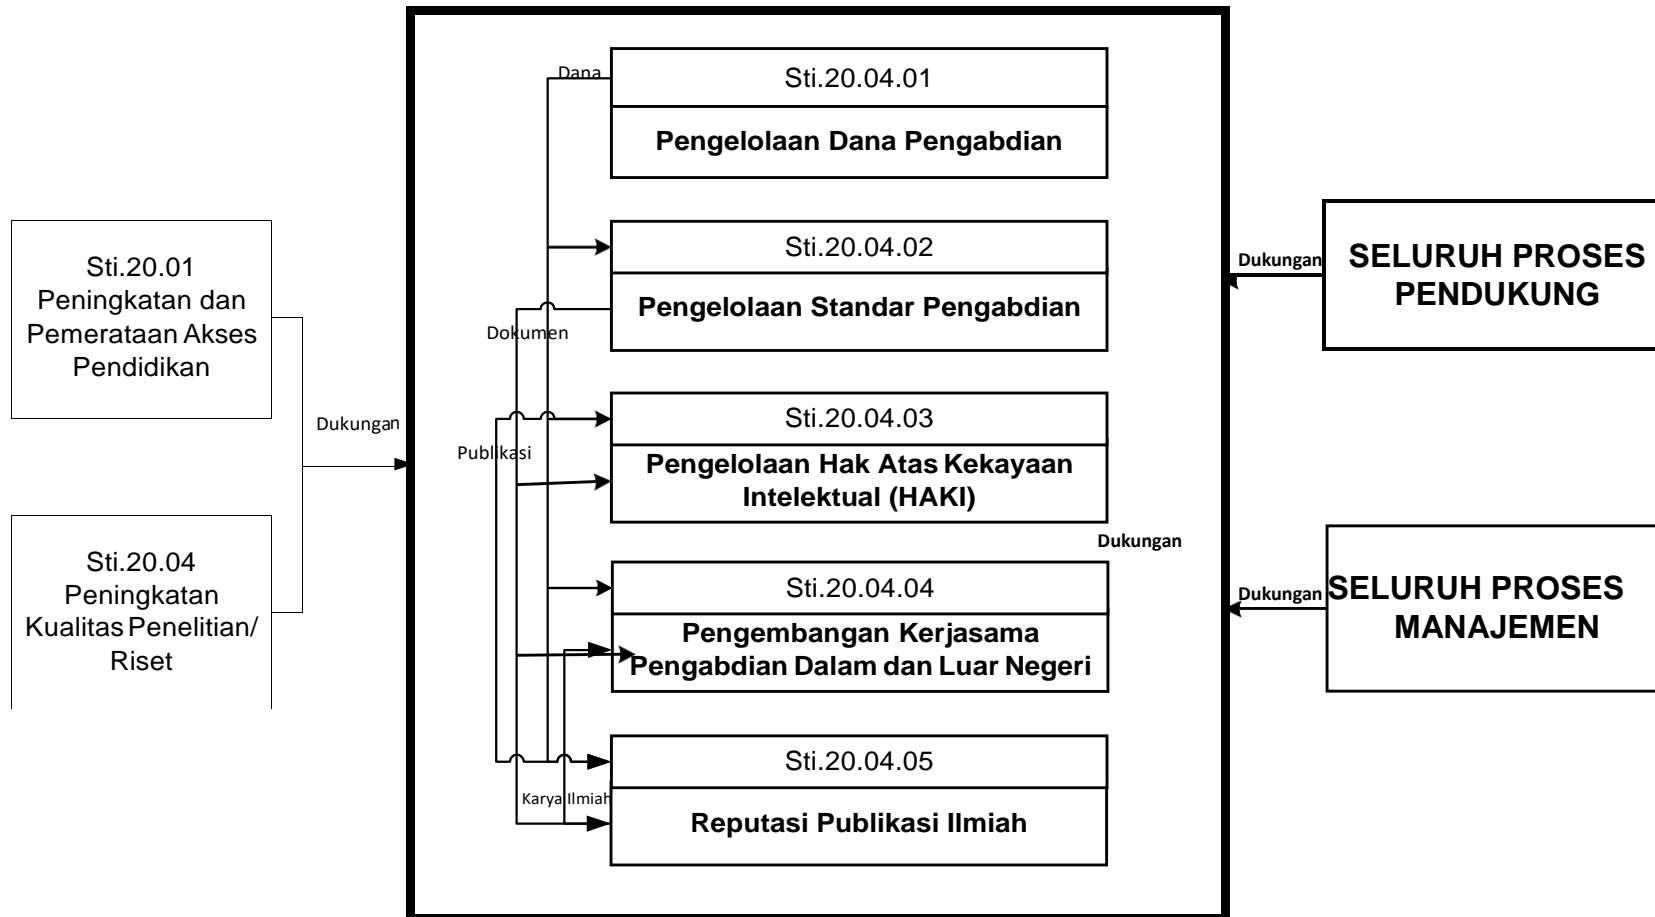 Sti.20.01
Peningkatan dan
Pemerataan Akses
Pendidikan
Sti.20.04
Peningkatan
Kualitas Penelitian/
Riset
Dukungan
Dana
Sti.20.04.01
Pengelolaan Dana Pengabdian
Sti.20.04.02
Pengelolaan Standar Pengabdian
Dokumen
Sti.20.04.03
Pengelolaan Hak Atas Kekayaan
Intelektual (HAKI)
Publikasi
Dukungan
Sti.20.04.04
Pengembangan Kerjasama
Pengabdian Dalam dan Luar Negeri
Sti.20.04.05
Reputasi Publikasi Ilmiah
Karya Ilmiah
Dukungan
SELURUH PROSES
PENDUKUNG
Dukungan
SELURUH PROSES
MANAJEMEN